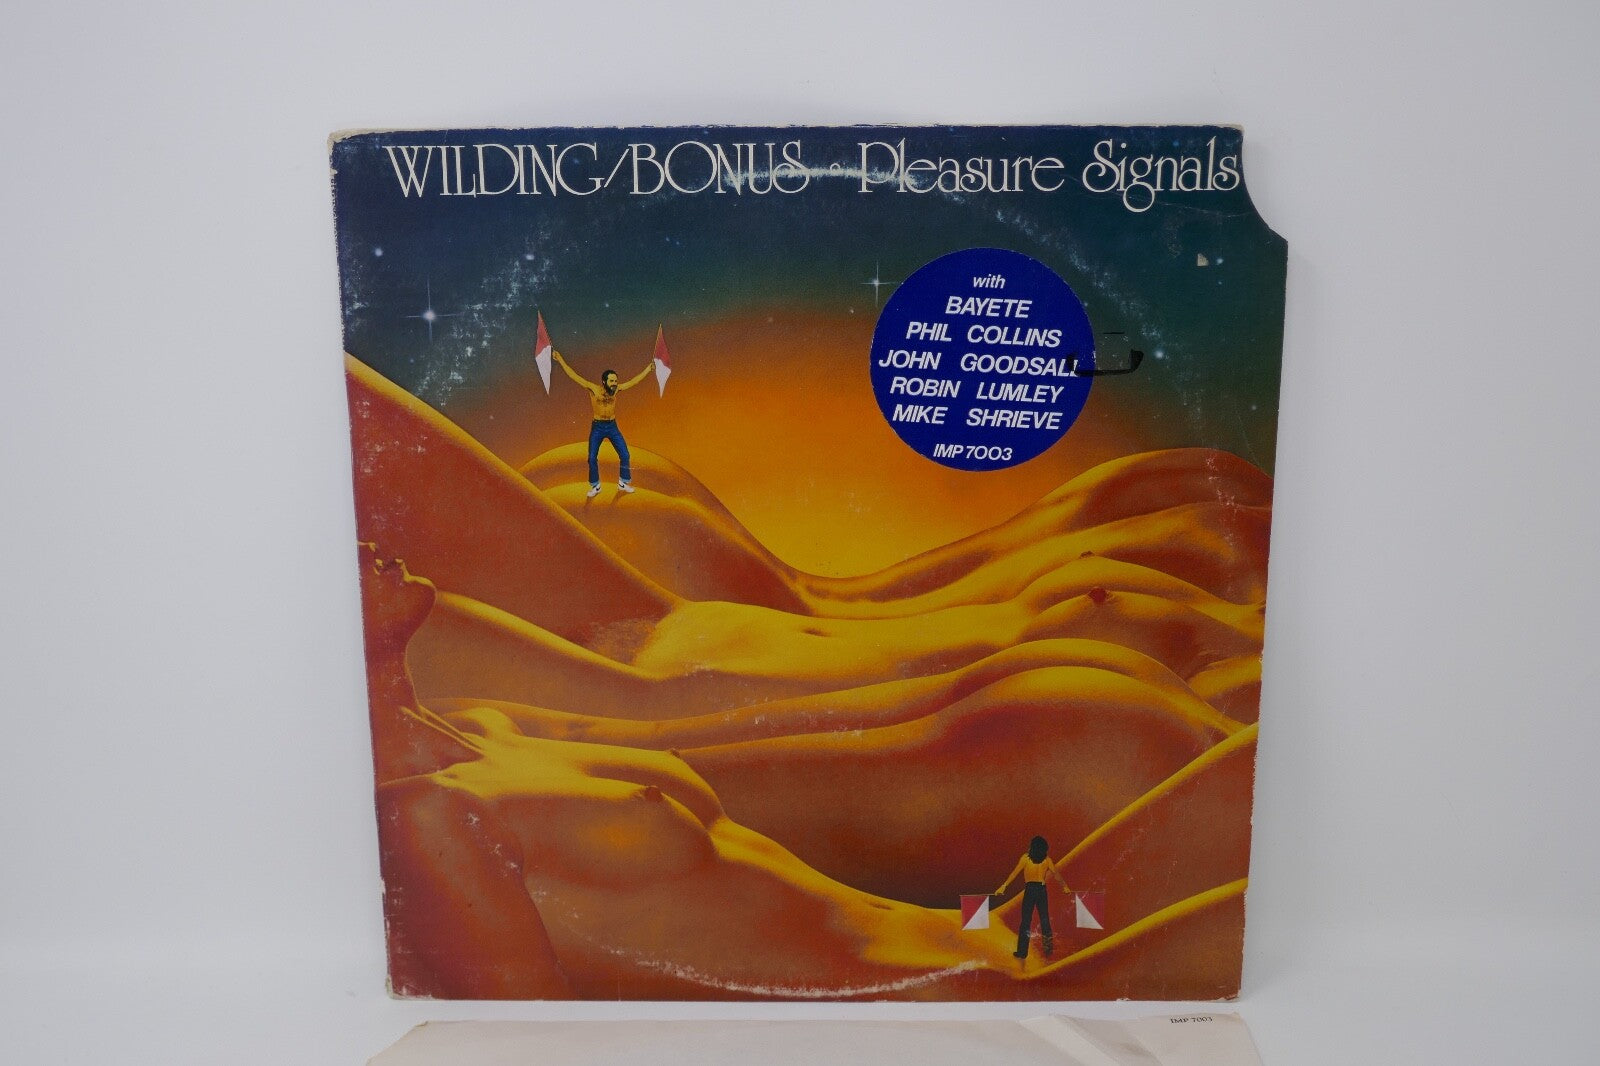 WILDING/BONUS • Pleasure Signals
with
BAYETE
PHIL COLLINS
JOHN GOODSALL
ROBIN LUMLEY
MIKE SHRIEVE
IMP 7003
IMP 7003